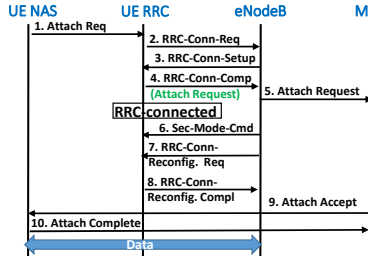 UE NAS UE RRC eNodeB M
1. Attach Req
2. RRC-Conn-Req
3. RRC-Conn-Setup
4. RRC-Conn-Comp
(Attach Request)
5. Attach Request
RRC-connected
6. Sec-Mode-Cmd
7. RRC-Conn-
Reconfig. Req
8. RRC-Conn-
Reconfig. Compl
9. Attach Accept
10. Attach Complete
Data